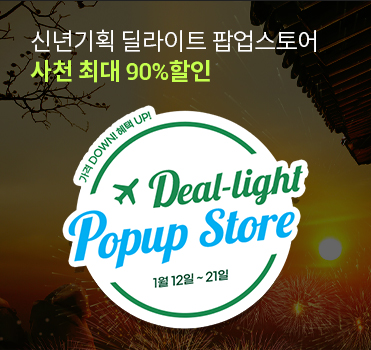 신년기획 딜라이트 팝업스토어
사천 최대 90%할인
가격 DOWN! 혜택 UP!
Deal-light
Popup Store
1월 12일 ~ 21일